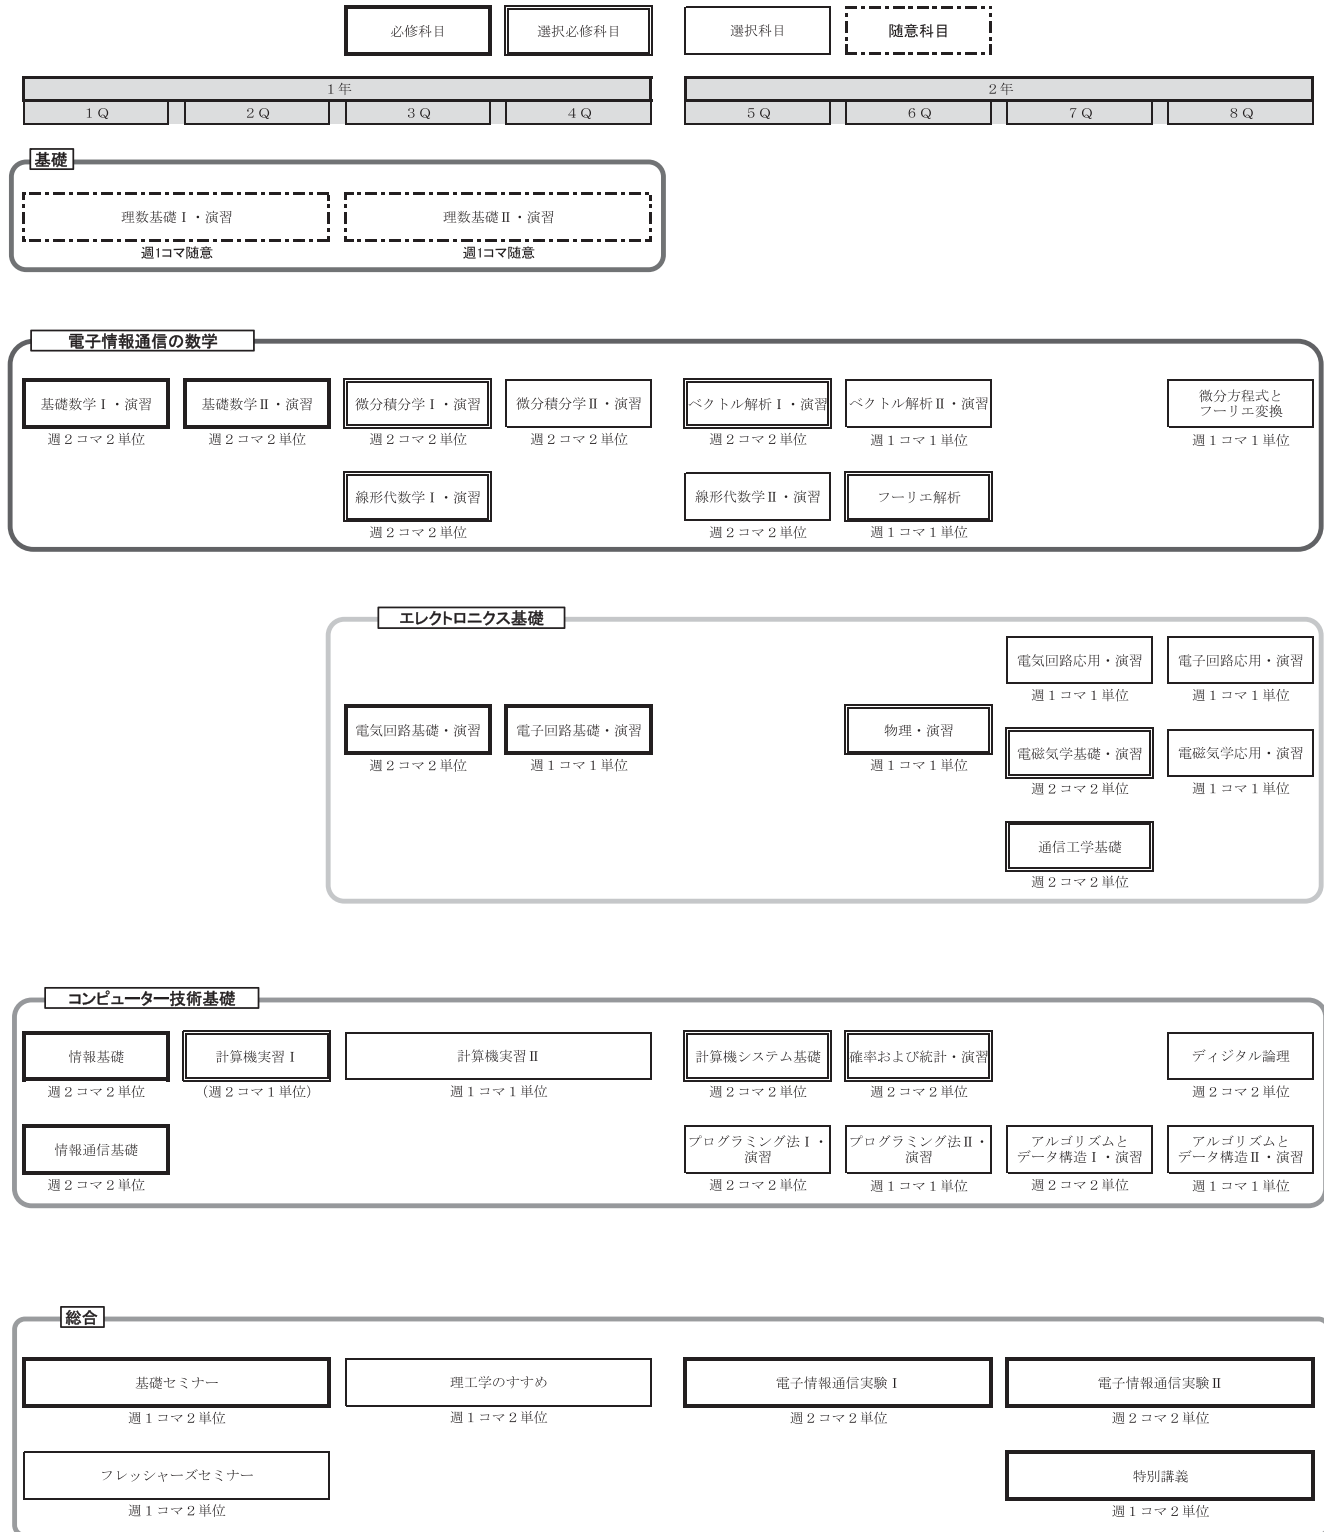 必修科目
選択必修科目
選択科目
随意科目
1年
2年
1Q
2Q
3Q
4Q
5Q
6Q
7Q
8Q
基礎
理数基礎Ⅰ・演習
理数基礎Ⅱ・演習
週1コマ随意
週1コマ随意
電子情報通信の数学
基礎数学Ⅰ・演習
基礎数学Ⅱ・演習
微分積分学Ⅰ・演習
微分積分学Ⅱ・演習
ベクトル解析Ⅰ・演習
ベクトル解析Ⅱ・演習
微分方程式と
フーリエ変換
週2コマ2単位
週2コマ2単位
週2コマ2単位
週2コマ2単位
週2コマ2単位
週1コマ1単位
週1コマ1単位
線形代数学Ⅰ・演習
線形代数学Ⅱ・演習
フーリエ解析
週2コマ2単位
週2コマ2単位
週1コマ1単位
エレクトロニクス基礎
電気回路応用・演習
電子回路応用・演習
週1コマ1単位
週1コマ1単位
電気回路基礎・演習
電子回路基礎・演習
物理・演習
週2コマ2単位
週1コマ1単位
週1コマ1単位
電磁気学基礎・演習
電磁気学応用・演習
週2コマ2単位
週1コマ1単位
通信工学基礎
週2コマ2単位
コンピューター技術基礎
情報基礎
計算機実習Ⅰ
計算機実習Ⅱ
計算機システム基礎
確率および統計・演習
ディジタル論理
週2コマ2単位
(週2コマ1単位)
週1コマ1単位
週2コマ2単位
週2コマ2単位
週2コマ2単位
情報通信基礎
プログラミング法Ⅰ・
演習
プログラミング法Ⅱ・
演習
アルゴリズムと
データ構造Ⅰ・演習
アルゴリズムと
データ構造Ⅱ・演習
週2コマ2単位
週2コマ2単位
週1コマ1単位
週2コマ2単位
週1コマ1単位
総合
基礎セミナー
理工学のすすめ
電子情報通信実験Ⅰ
電子情報通信実験Ⅱ
週1コマ2単位
週1コマ2単位
週2コマ2単位
週2コマ2単位
フレッシャーズセミナー
特別講義
週1コマ2単位
週1コマ2単位